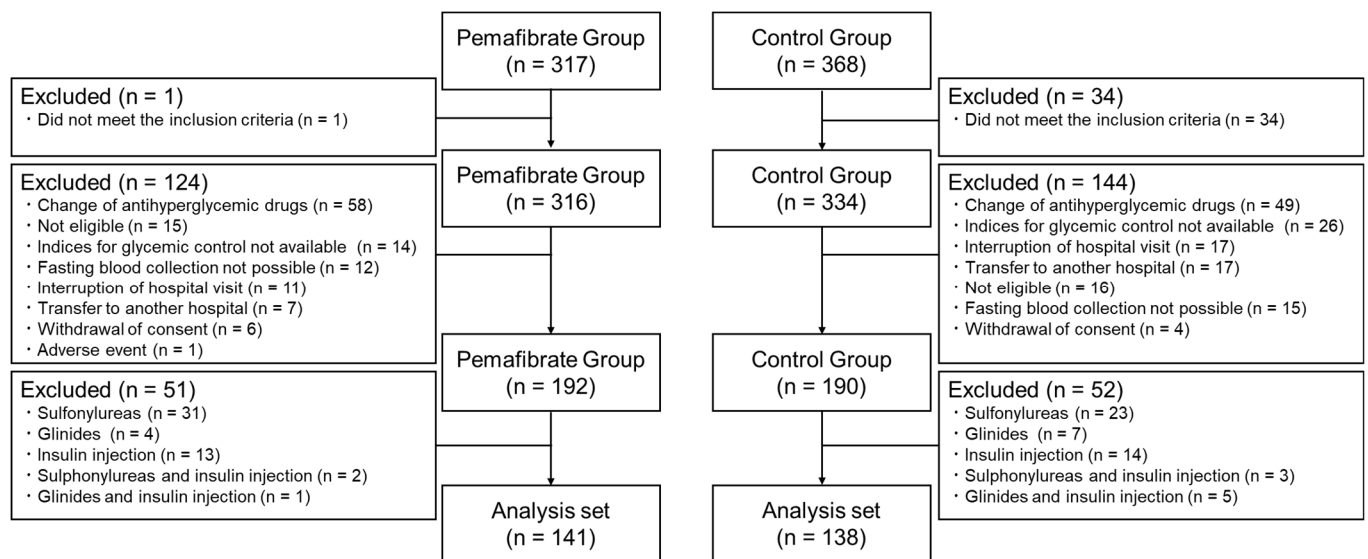 Pemafibrate Group
(n = 317)
Control Group
(n = 368)
Excluded (n = 1)
・Did not meet the inclusion criteria (n = 1)
Excluded (n = 34)
・Did not meet the inclusion criteria (n = 34)
Pemafibrate Group
(n = 316)
Control Group
(n = 334)
Excluded (n = 124)
・Change of antihyperglycemic drugs (n = 58)
・Not eligible (n = 15)
・Indices for glycemic control not available (n = 14)
・Fasting blood collection not possible (n = 12)
・Interruption of hospital visit (n = 11)
・Transfer to another hospital (n = 7)
・Withdrawal of consent (n = 6)
・Adverse event (n = 1)
Excluded (n = 144)
・Change of antihyperglycemic drugs (n = 49)
・Indices for glycemic control not available (n = 26)
・Interruption of hospital visit (n = 17)
・Transfer to another hospital (n = 17)
・Not eligible (n = 16)
・Fasting blood collection not possible (n = 15)
・Withdrawal of consent (n = 4)
Pemafibrate Group
(n = 192)
Control Group
(n = 190)
Excluded (n = 51)
・Sulfonylureas (n = 31)
・Glinides (n = 4)
・Insulin injection (n = 13)
・Sulphonylureas and insulin injection (n = 2)
・Glinides and insulin injection (n = 1)
Excluded (n = 52)
・Sulfonylureas (n = 23)
・Glinides (n = 7)
・Insulin injection (n = 14)
・Sulphonylureas and insulin injection (n = 3)
・Glinides and insulin injection (n = 5)
Analysis set
(n = 141)
Analysis set
(n = 138)